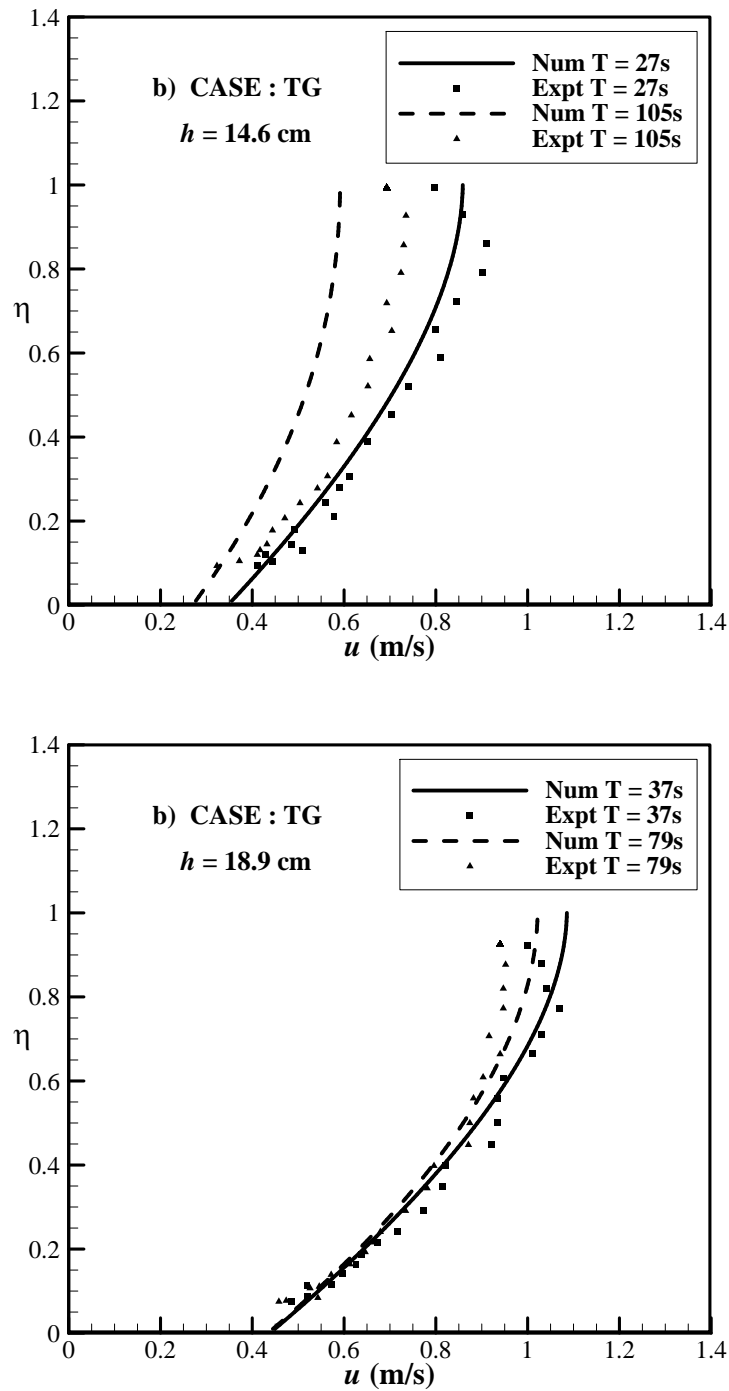 1.4
Num T = 27s
b) CASE : TG
Expt T = 27s
1.2
Num T = 105s
h = 14.6 cm
Expt T = 105s
1
0.8
η
0.6
0.4
0.2
0
0 0.2 0.4 0.6 0.8 1 1.2 1.4
u (m/s)
1.4
Num T = 37s
b) CASE : TG
Expt T = 37s
1.2
Num T = 79s
h = 18.9 cm
Expt T = 79s
1
0.8
η
0.6
0.4
0.2
0
0 0.2 0.4 0.6 0.8 1 1.2 1.4
u (m/s)